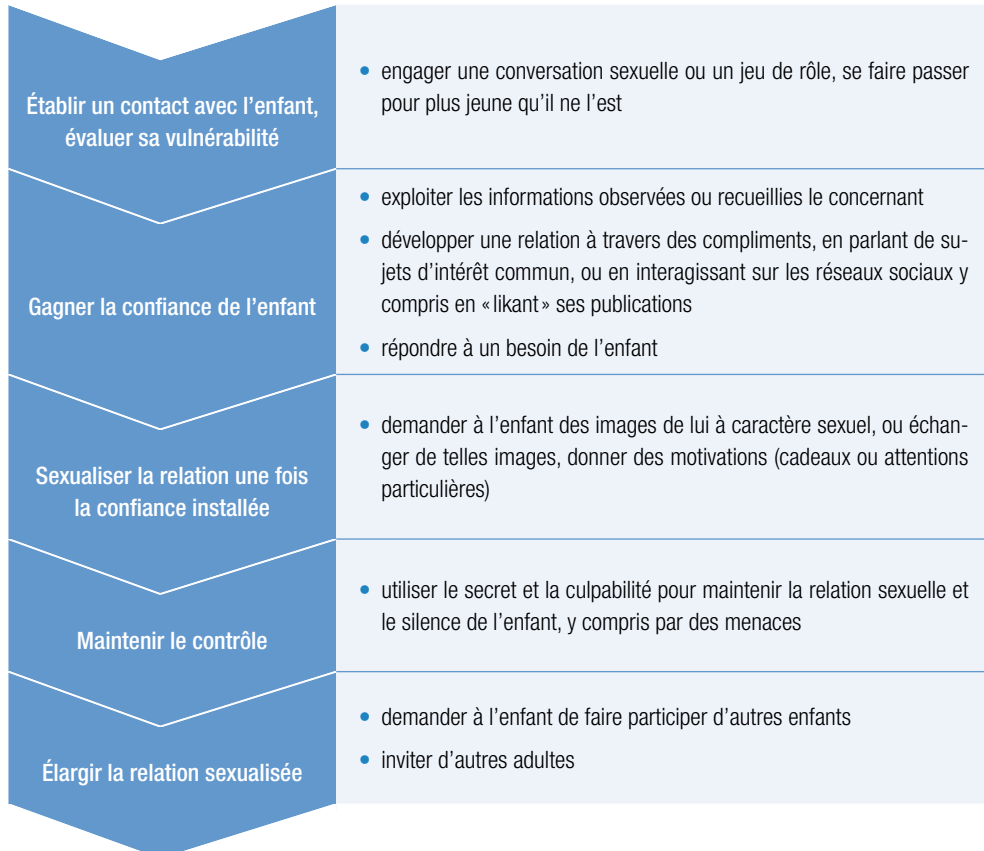 Établir un contact avec l'enfant,
évaluer sa vulnérabilité
• engager une conversation sexuelle ou un jeu de rôle, se faire passer
pour plus jeune qu'il ne l'est
Gagner la confiance de l'enfant
• exploiter les informations observées ou recueillies le concernant
• développer une relation à travers des compliments, en parlant de su-
jets d'intérêt commun, ou en interagissant sur les réseaux sociaux y
compris en «likant» ses publications
• répondre à un besoin de l'enfant
Sexualiser la relation une fois
la confiance installée
• demander à l'enfant des images de lui à caractère sexuel, ou échan-
ger de telles images, donner des motivations (cadeaux ou attentions
particulières)
Maintenir le contrôle
• utiliser le secret et la culpabilité pour maintenir la relation sexuelle et
le silence de l'enfant, y compris par des menaces
Élargir la relation sexualisée
• demander à l'enfant de faire participer d'autres enfants
• inviter d'autres adultes